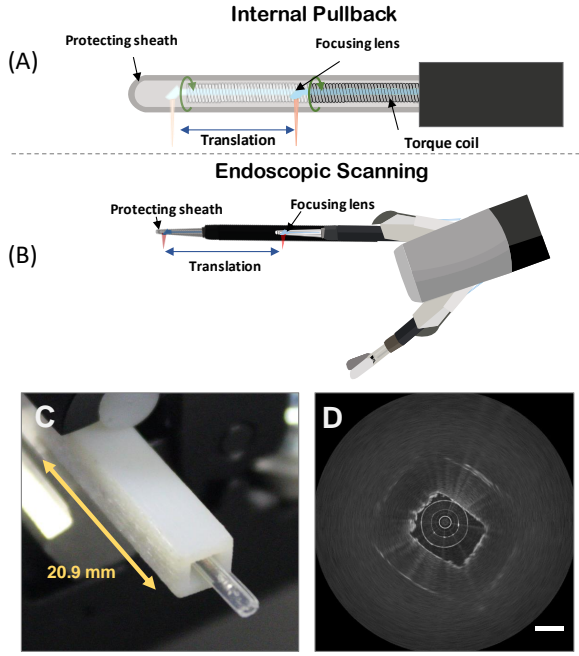 Internal Pullback
Protecting sheath
Focusing lens
(A)
Translation
Torque coil
Endoscopic Scanning
Protecting sheath
Focusing lens
(B)
Translation
C
20.9 mm
D